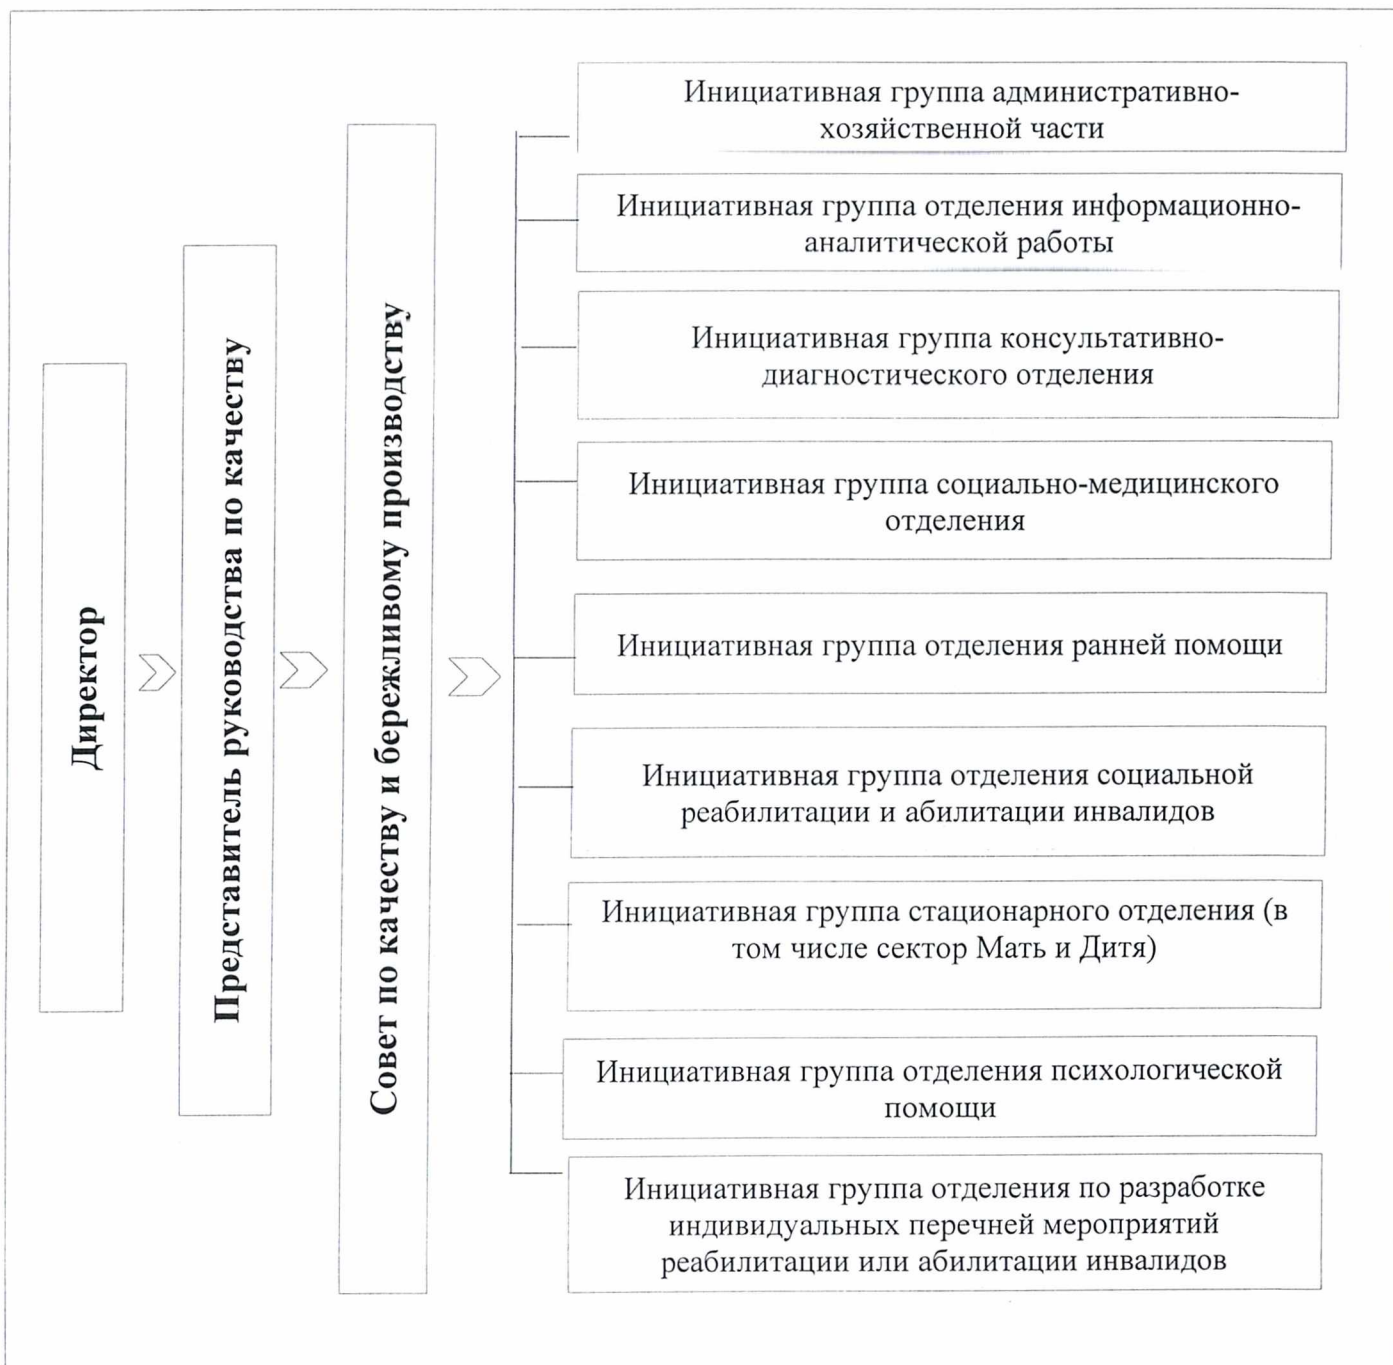 Директор
Представитель руководства по качеству
Совет по качеству и бережливому производству
Инициативная группа административно-
хозяйственной части
Инициативная группа отделения информационно-
аналитической работы
Инициативная группа консультативно-
диагностического отделения
Инициативная группа социально-медицинского
отделения
Инициативная группа отделения ранней помощи
Инициативная группа отделения социальной
реабилитации и абилитации инвалидов
Инициативная группа стационарного отделения (в
том числе сектор Мать и Дитя)
Инициативная группа отделения психологической
помощи
Инициативная группа отделения по разработке
индивидуальных перечней мероприятий
реабилитации или абилитации инвалидов